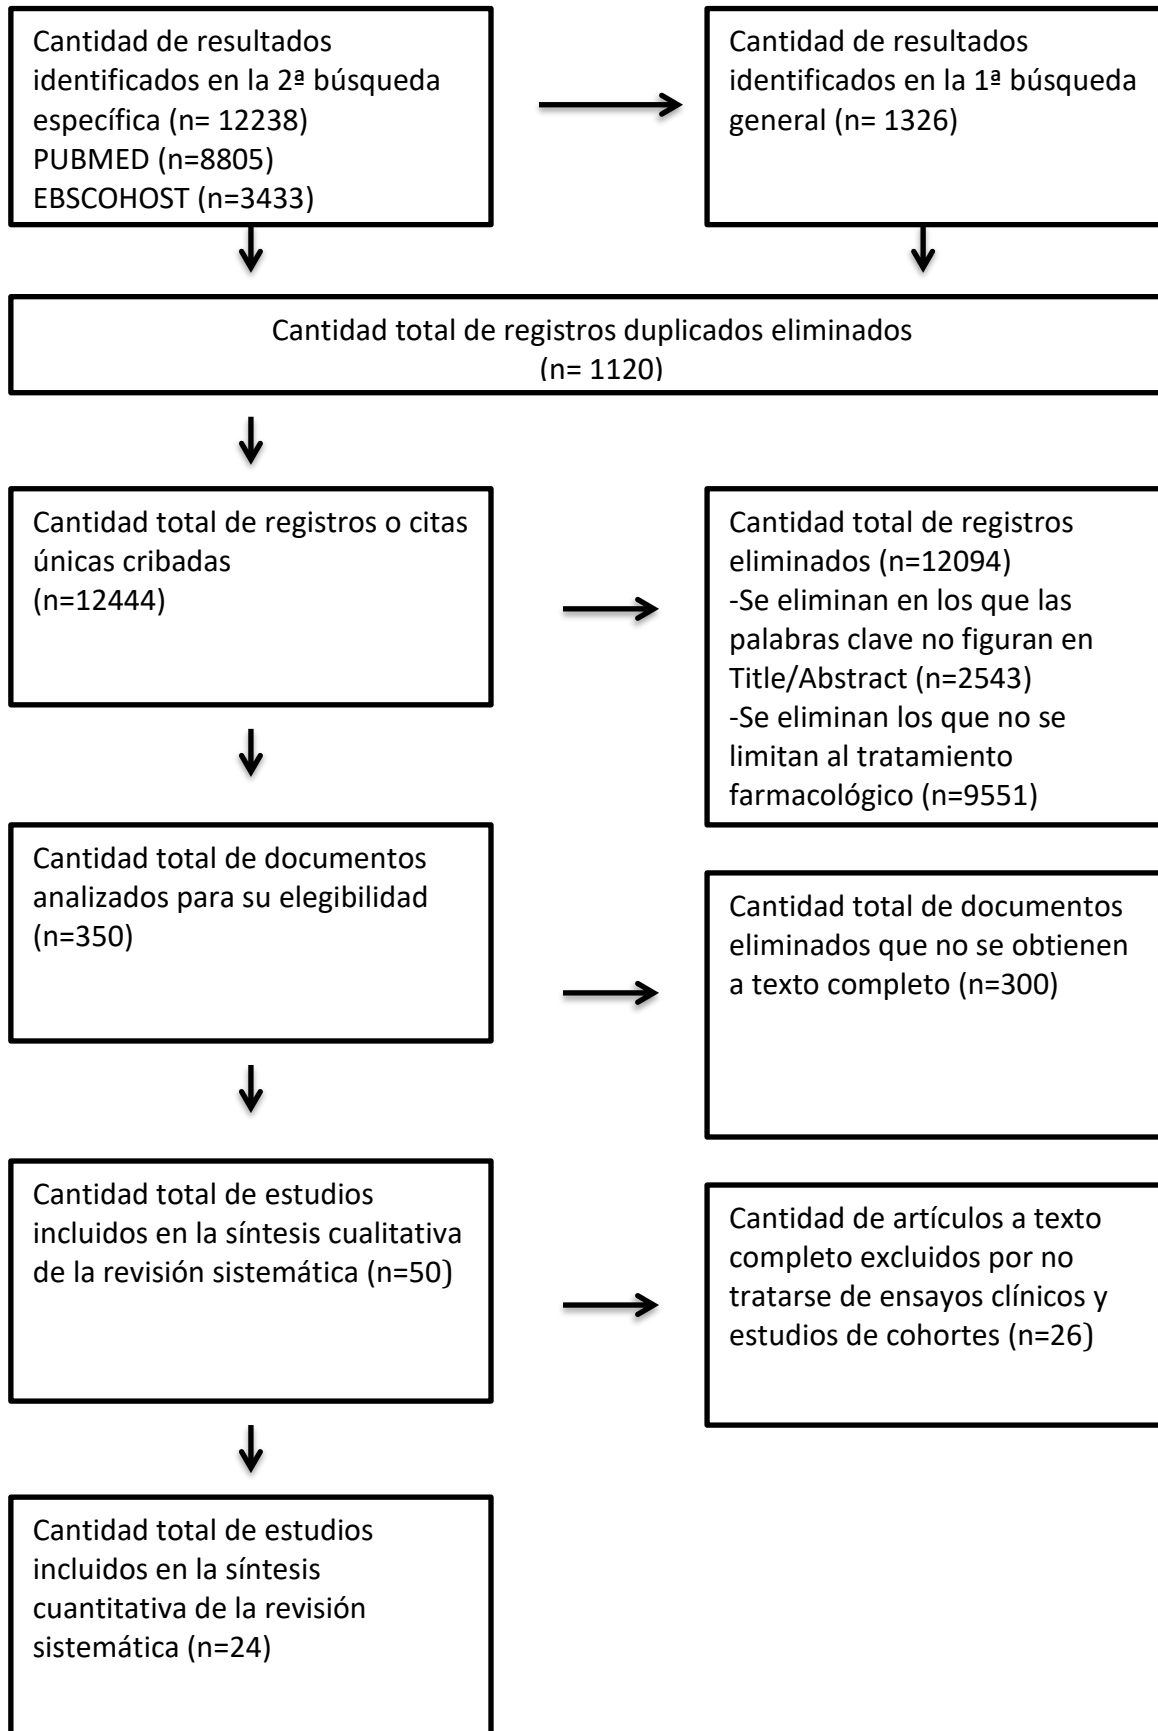 Cantidad de resultados
identificados en la 2ª búsqueda
específica (n= 12238)
PUBMED (n=8805)
EBSCOHOST (n=3433)
Cantidad de resultados
identificados en la 1ª búsqueda
general (n= 1326)
Cantidad total de registros duplicados eliminados
(n= 1120)
Cantidad total de registros o citas
únicas cribadas
(n=12444)
Cantidad total de registros
eliminados (n=12094)
-Se eliminan en los que las
palabras clave no figuran en
Title/Abstract (n=2543)
-Se eliminan los que no se
limitan al tratamiento
farmacológico (n=9551)
Cantidad total de documentos
analizados para su elegibilidad
(n=350)
Cantidad total de documentos
eliminados que no se obtienen
a texto completo (n=300)
Cantidad total de estudios
incluidos en la síntesis cualitativa
de la revisión sistemática (n=50)
Cantidad de artículos a texto
completo excluidos por no
tratarse de ensayos clínicos y
estudios de cohortes (n=26)
Cantidad total de estudios
incluidos en la síntesis
cuantitativa de la revisión
sistemática (n=24)